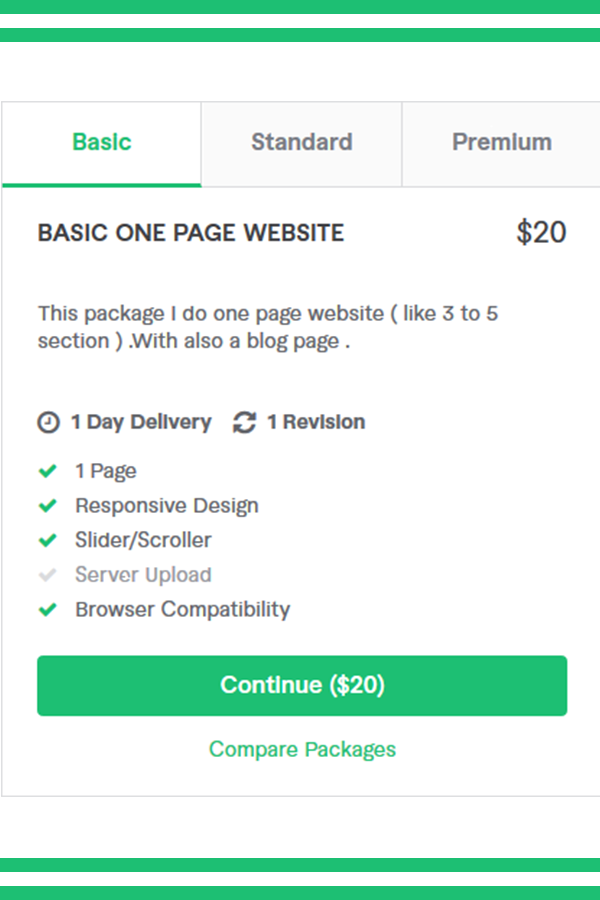 Basic Standard Premium
BASIC ONE PAGE WEBSITE $20
This package I do one page website ( like 3 to 5
section ) .With also a blog page .
1 Day Delivery 1 Revision
1 Page
Responsive Design
Slider/Scroller
Server Upload
Browser Compatibility
Continue ($20)
Compare Packages